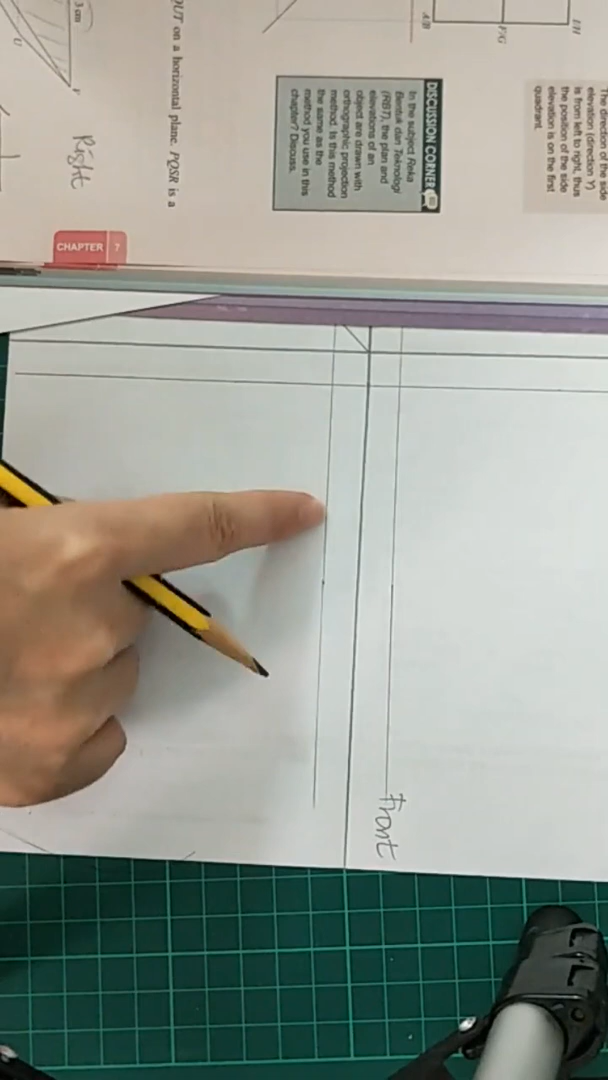 The direction of the side
elevation (direction Y)
is from left to right, thus
the position of the side
elevation is on the first
quadrant.
E/H
F/G
A/B
DISCUSSION CORNER
In the subject Reka
Bentuk dan Teknologi
(RBT), the plan and
elevations of an
object are drawn with
orthographic projection
method. Is this method
the same as the
method you use in this
chapter? Discuss.
on a horizontal plane. PQSR is a
3 cm
U
Right
CHAPTER 7
Front